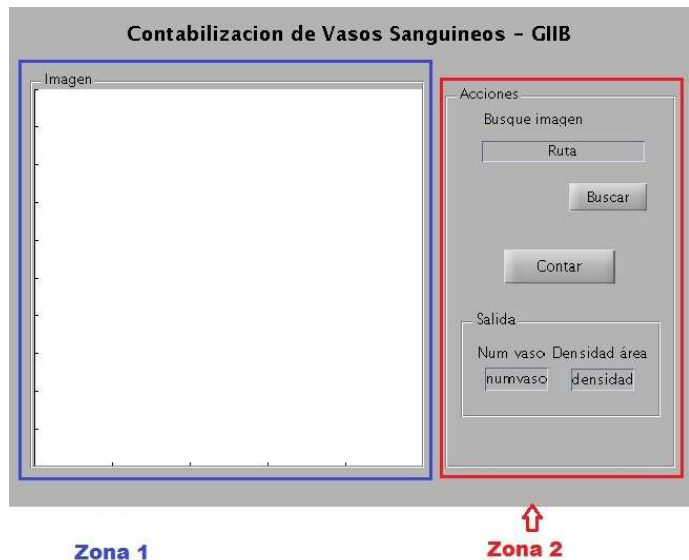 Contabilizacion de Vasos Sanguineos - GIIB
Imagen
Acciones
Busque imagen
Ruta
Buscar
Contar
Salida
Num vaso Densidad área
numvaso densidad
Zona 1
Zona 2